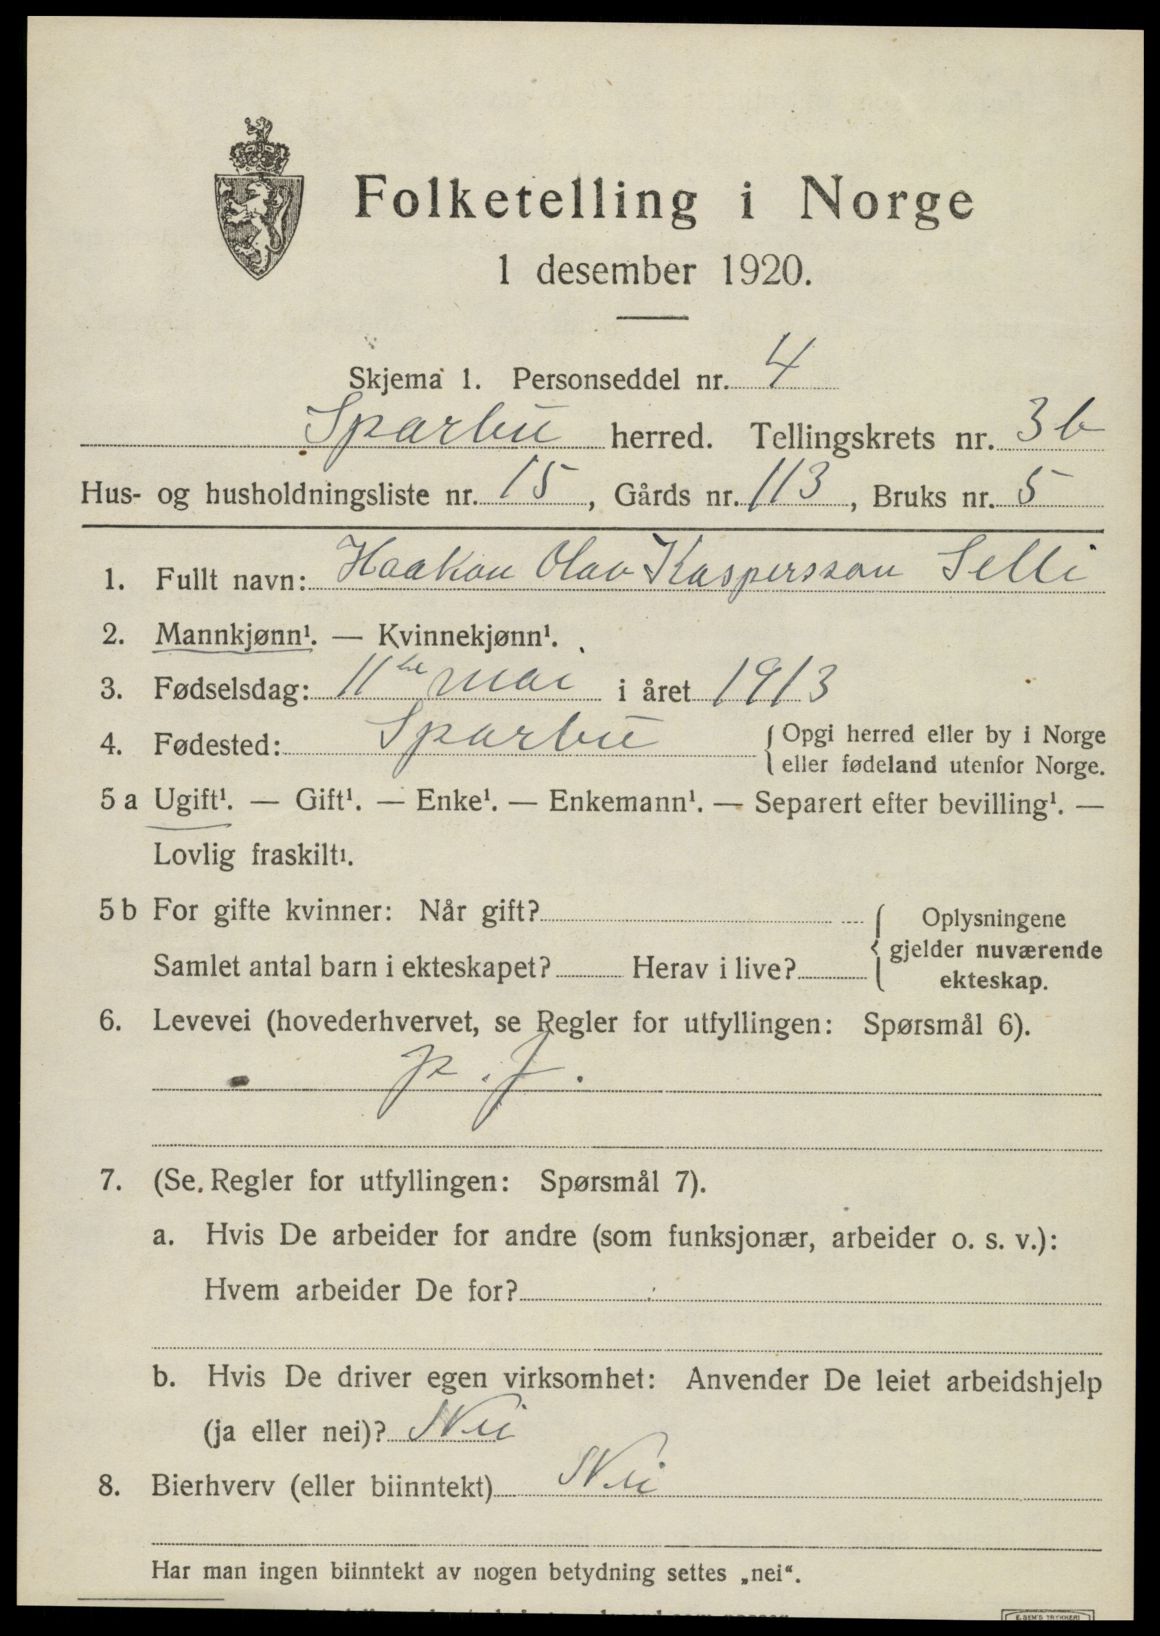 Folketelling i Norge
1 desember 1920.
Skjema 1. Personseddel nr. 4
Sparbu herred. Tellingskrets nr. 3b
Hus- og husholdningsliste nr. 15, Gårds nr. 113, Bruks nr. 5
1. Fullt navn: Haakon Olav Kaspersson Selli
2. Mannkjønn¹. — Kvinnekjønn¹.
3. Fødselsdag: 11te mai i året 1913
4. Fødested: Sparbu { Opgi herred eller by i Norge
eller fødeland utenfor Norge.
5 a Ugift¹. — Gift¹. — Enke¹. — Enkemann¹. — Separert efter bevilling¹. —
Lovlig fraskilt¹.
5 b For gifte kvinner: Når gift? { Oplysningene
gjelder nuværende
ekteskap.
Samlet antal barn i ekteskapet? Herav i live?
6. Levevei (hovederhvervet, se Regler for utfyllingen: Spørsmål 6).
p. f.
7. (Se. Regler for utfyllingen: Spørsmål 7).
a. Hvis De arbeider for andre (som funksjonær, arbeider o. s. v.):
Hvem arbeider De for?
b. Hvis De driver egen virksomhet: Anvender De leiet arbeidshjelp
(ja eller nei)? Nei
8. Bierhverv (eller biinntekt) Nei
Har man ingen biinntekt av nogen betydning settes „nei“.